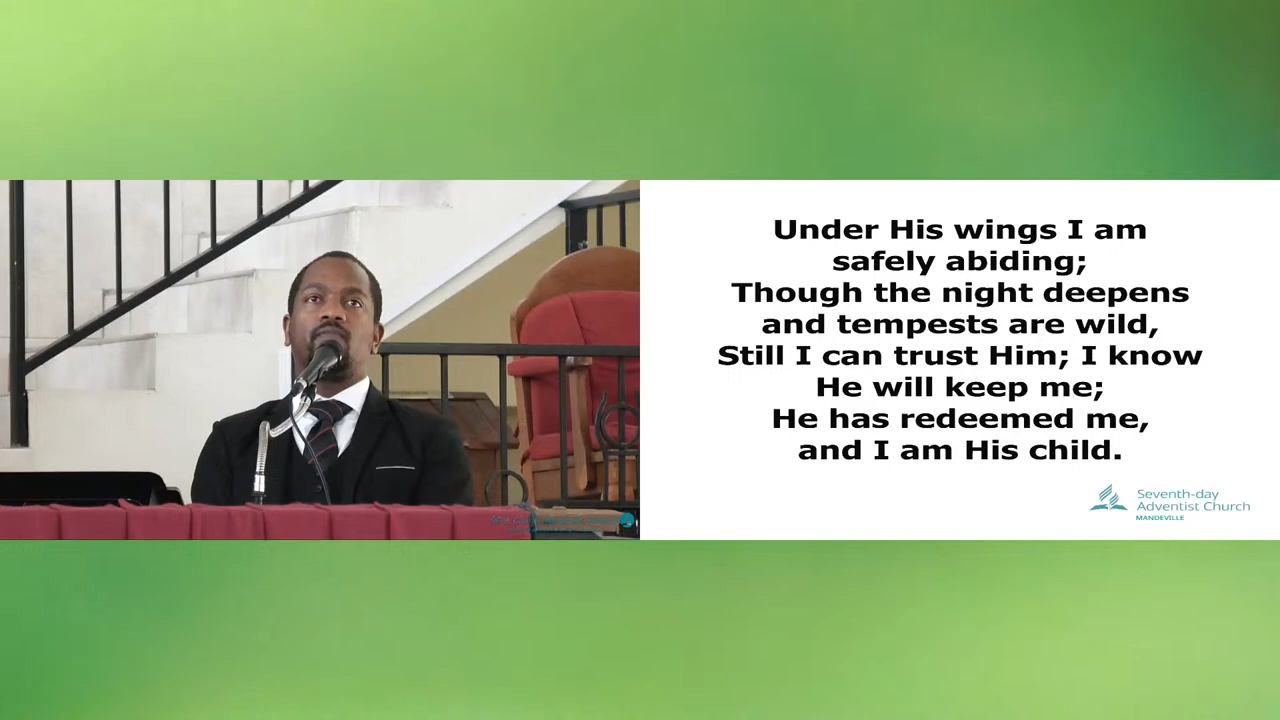 Under His wings I am
safely abiding;
Though the night deepens
and tempests are wild,
Still I can trust Him; I know
He will keep me;
He has redeemed me,
and I am His child.
Seventh-day
Adventist Church
MANDEVILLE